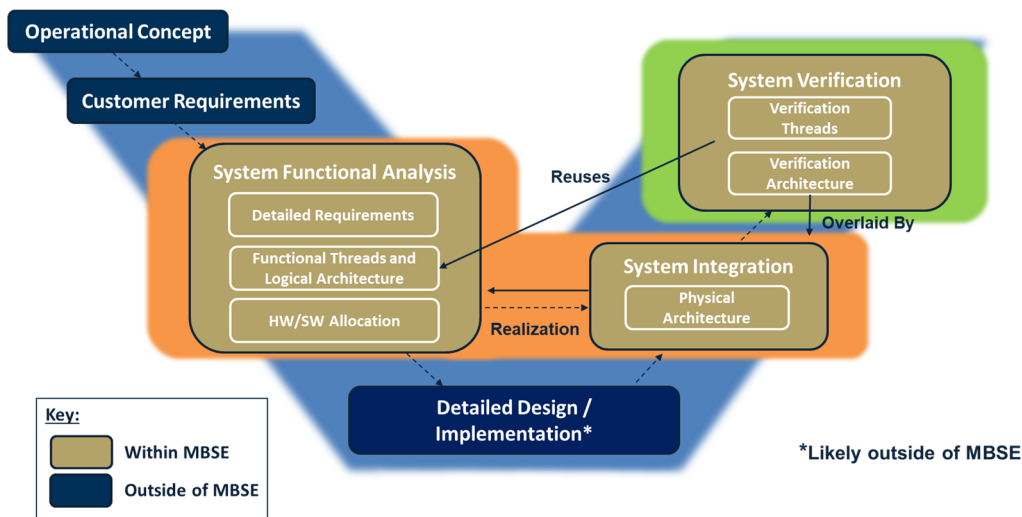 Operational Concept
Customer Requirements
System Functional Analysis
Detailed Requirements
Functional Threads and
Logical Architecture
HW/SW Allocation
System Verification
Verification
Threads
Verification
Architecture
Reuses
Overlaid By
System Integration
Physical
Architecture
Realization
Detailed Design /
Implementation*
Key:
Within MBSE
Outside of MBSE
*Likely outside of MBSE